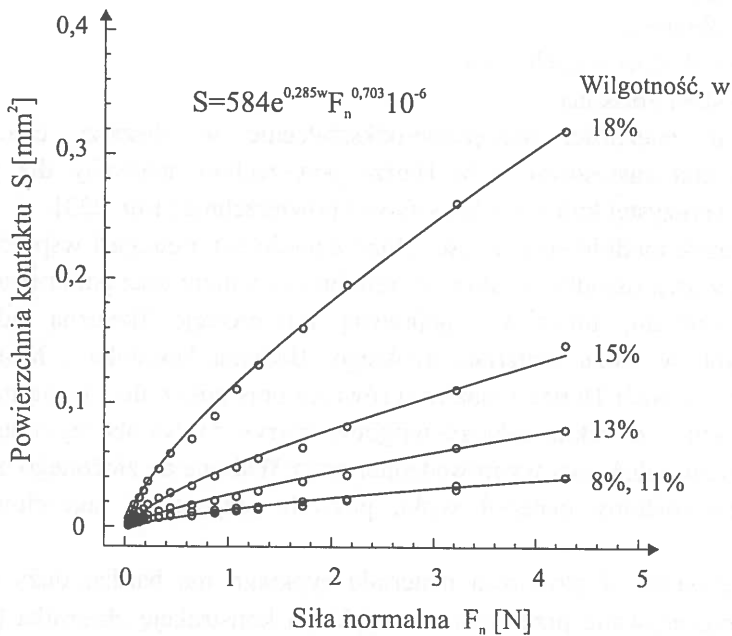 0,4
0,3
0,2
0,1
0
Powierzchnia kontaktu S [mm²]
S=584e^0,285w F_n^0,703 10^-6
Wilgotność, w
18%
15%
13%
8%, 11%
0 1 2 3 4 5
Siła normalna F_n [N]